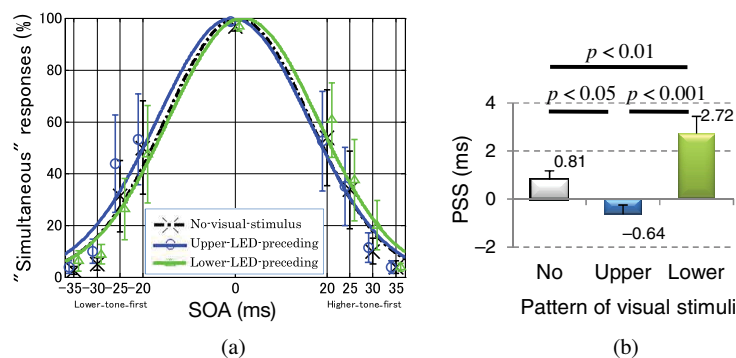 "Simultaneous" responses (%)
100
80
60
40
20
0
No-visual-stimulus
Upper-LED-preceding
Lower-LED-preceding
-35 -30 -25 -20 0 20 25 30 35
Lower-tone-first
SOA (ms)
Higher-tone-first
(a)
p < 0.01
p < 0.05
p < 0.001
PSS (ms)
4
2
0
−2
0.81
−0.64
2.72
No Upper Lower
Pattern of visual stimuli
(b)